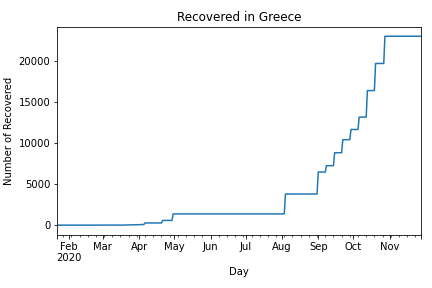 Recovered in Greece
Number of Recovered
20000
15000
10000
5000
0
Feb Mar Apr May Jun Jul Aug Sep Oct Nov
2020
Day